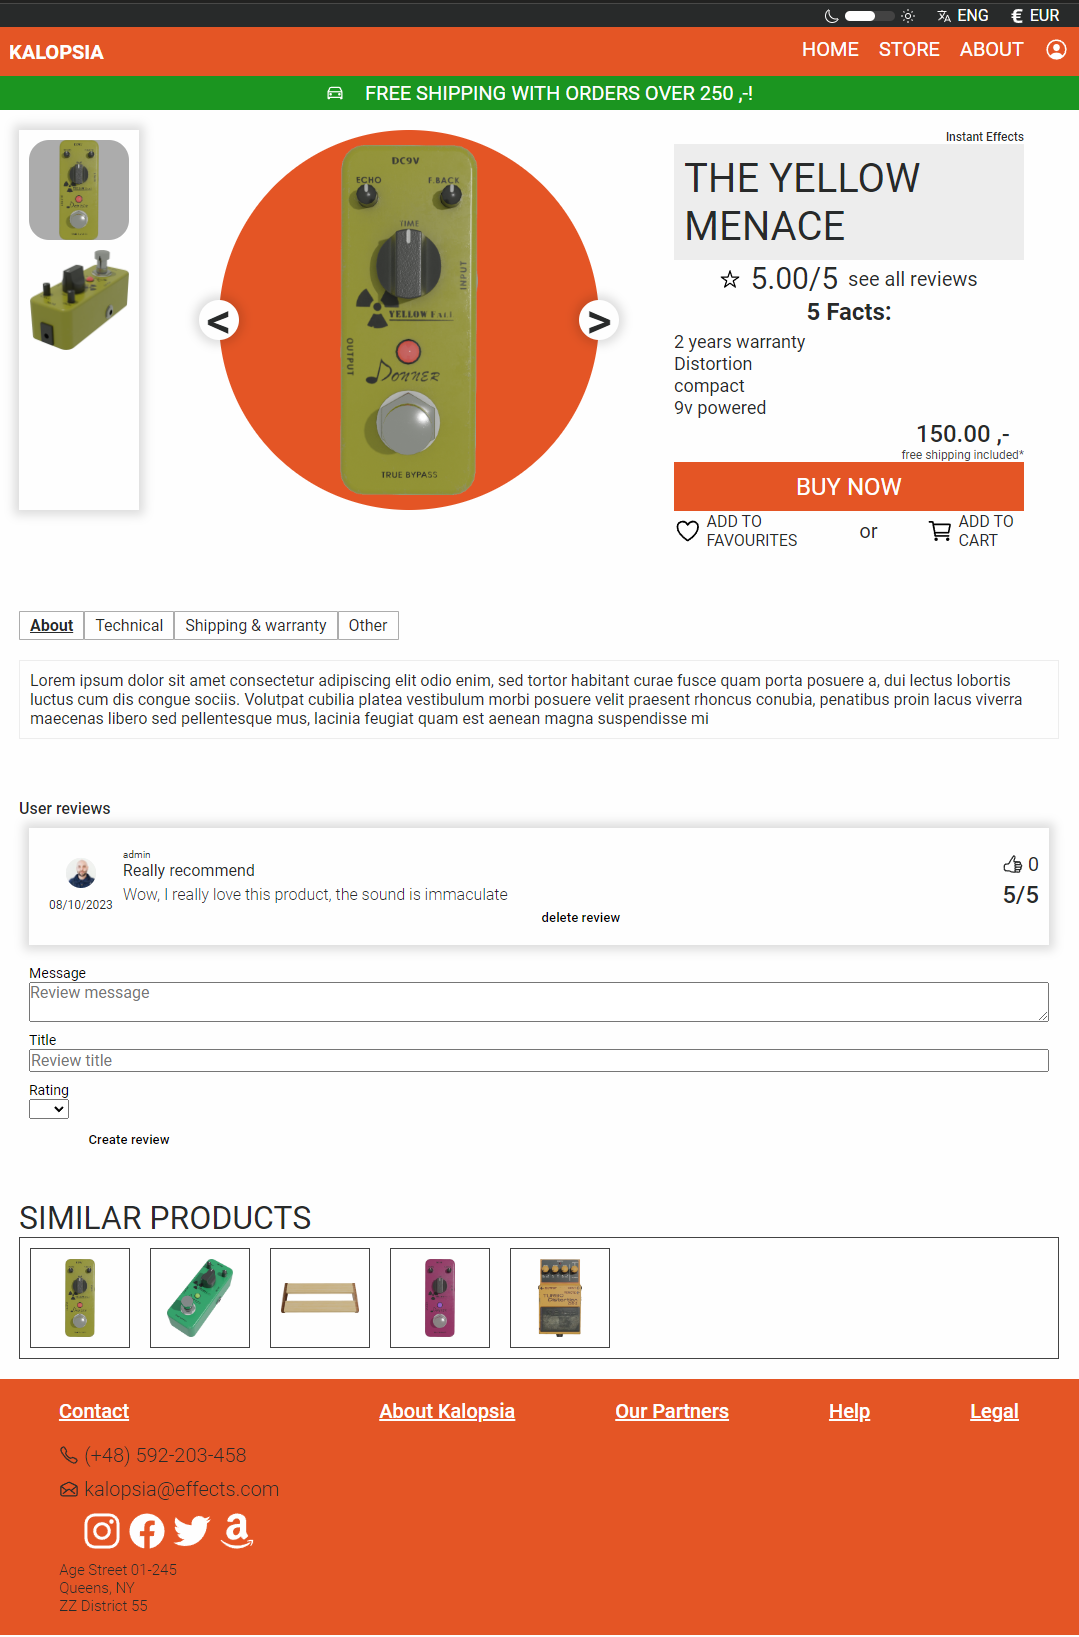 ENG
€ EUR
KALOPSIA
HOME STORE ABOUT
FREE SHIPPING WITH ORDERS OVER 250 ,-!
DC9V
ECHO
F.BACK
TIME
INPUT
YELLOW FALL
OUTPUT
DONNER
TRUE BYPASS
<
>
Instant Effects
THE YELLOW
MENACE
5.00/5 see all reviews
5 Facts:
2 years warranty
Distortion
compact
9v powered
150.00 ,-
free shipping included*
BUY NOW
ADD TO
FAVOURITES
or
ADD TO
CART
About
Technical
Shipping & warranty
Other
Lorem ipsum dolor sit amet consectetur adipiscing elit odio enim, sed tortor habitant curae fusce quam porta posuere a, dui lectus lobortis
luctus cum dis congue sociis. Volutpat cubilia platea vestibulum morbi posuere velit praesent rhoncus conubia, penatibus proin lacus viverra
maecenas libero sed pellentesque mus, lacinia feugiat quam est aenean magna suspendisse mi
User reviews
admin
Really recommend
Wow, I really love this product, the sound is immaculate
08/10/2023
0
5/5
delete review
Message
Review message
Title
Review title
Rating
Create review
SIMILAR PRODUCTS
Contact
About Kalopsia
Our Partners
Help
Legal
(+48) 592-203-458
kalopsia@effects.com
Age Street 01-245
Queens, NY
ZZ District 55